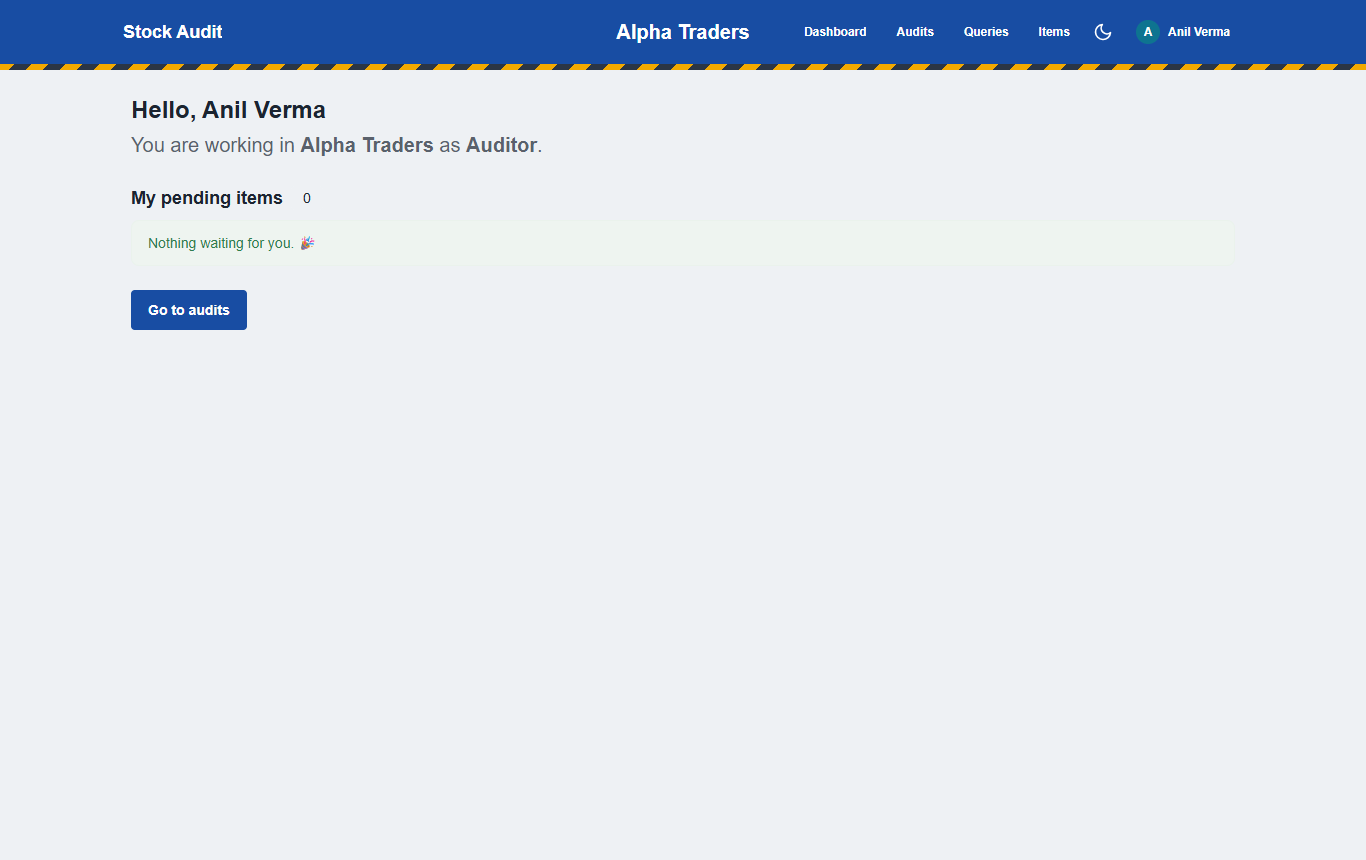 Stock Audit
Alpha Traders
Dashboard
Audits
Queries
Items
A
Anil Verma
Hello, Anil Verma
You are working in Alpha Traders as Auditor.
My pending items 0
Nothing waiting for you. 🎉
Go to audits